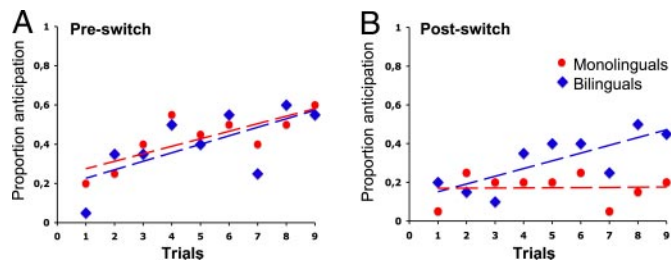 A
Pre-switch
Proportion anticipation
1
0,8
0,6
0,4
0,2
0
0 1 2 3 4 5 6 7 8 9
Trials
B
Post-switch
Monolinguals
Bilinguals
Proportion anticipation
1
0,8
0,6
0,4
0,2
0
0 1 2 3 4 5 6 7 8 9
Trials